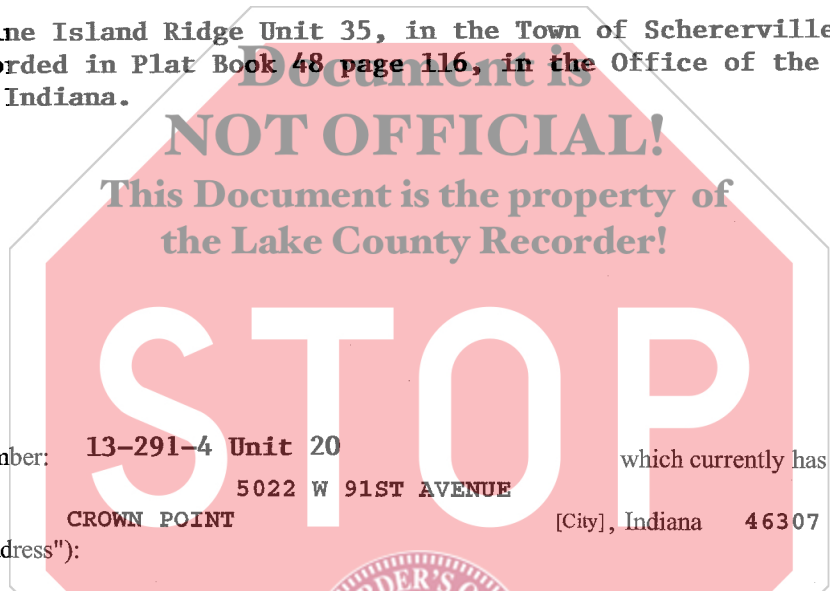 ne Island Ridge Unit 35, in the Town of Schererville
rded in Plat Book 48 page 116, in the Office of the
Indiana.
Document is
NOT OFFICIAL!
This Document is the property of
the Lake County Recorder!
STOP
nber: 13-291-4 Unit 20 which currently has
5022 W 91ST AVENUE
CROWN POINT [City], Indiana 46307
dress"):
DER'S O